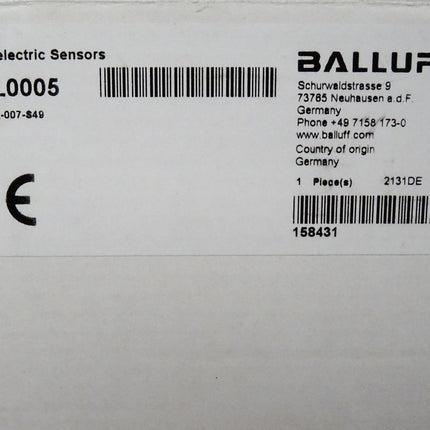 electric Sensors
L0005
-007-S49
CE
BALLUFF
Schurwaldstrasse 9
73765 Neuhausen a.d.F.
Germany
Phone +49 7158 173-0
www.balluff.com
Country of origin
Germany
1 Piece(s) 2131DE
158431